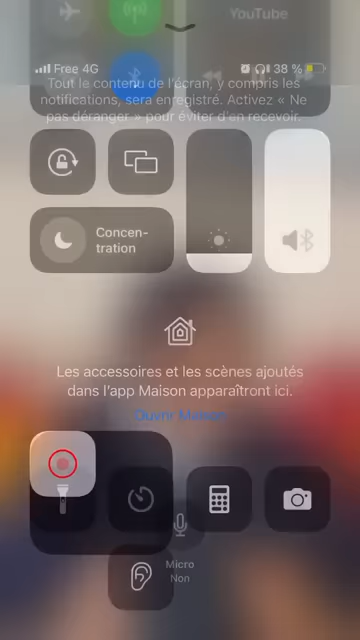 YouTube
Free 4G
38 %
Tout le contenu de l'écran, y compris les
notifications, sera enregistré. Activez « Ne
pas déranger » pour éviter d'en recevoir.
Concen-
tration
Les accessoires et les scènes ajoutés
dans l'app Maison apparaîtront ici.
Ouvrir Maison
Micro
Non